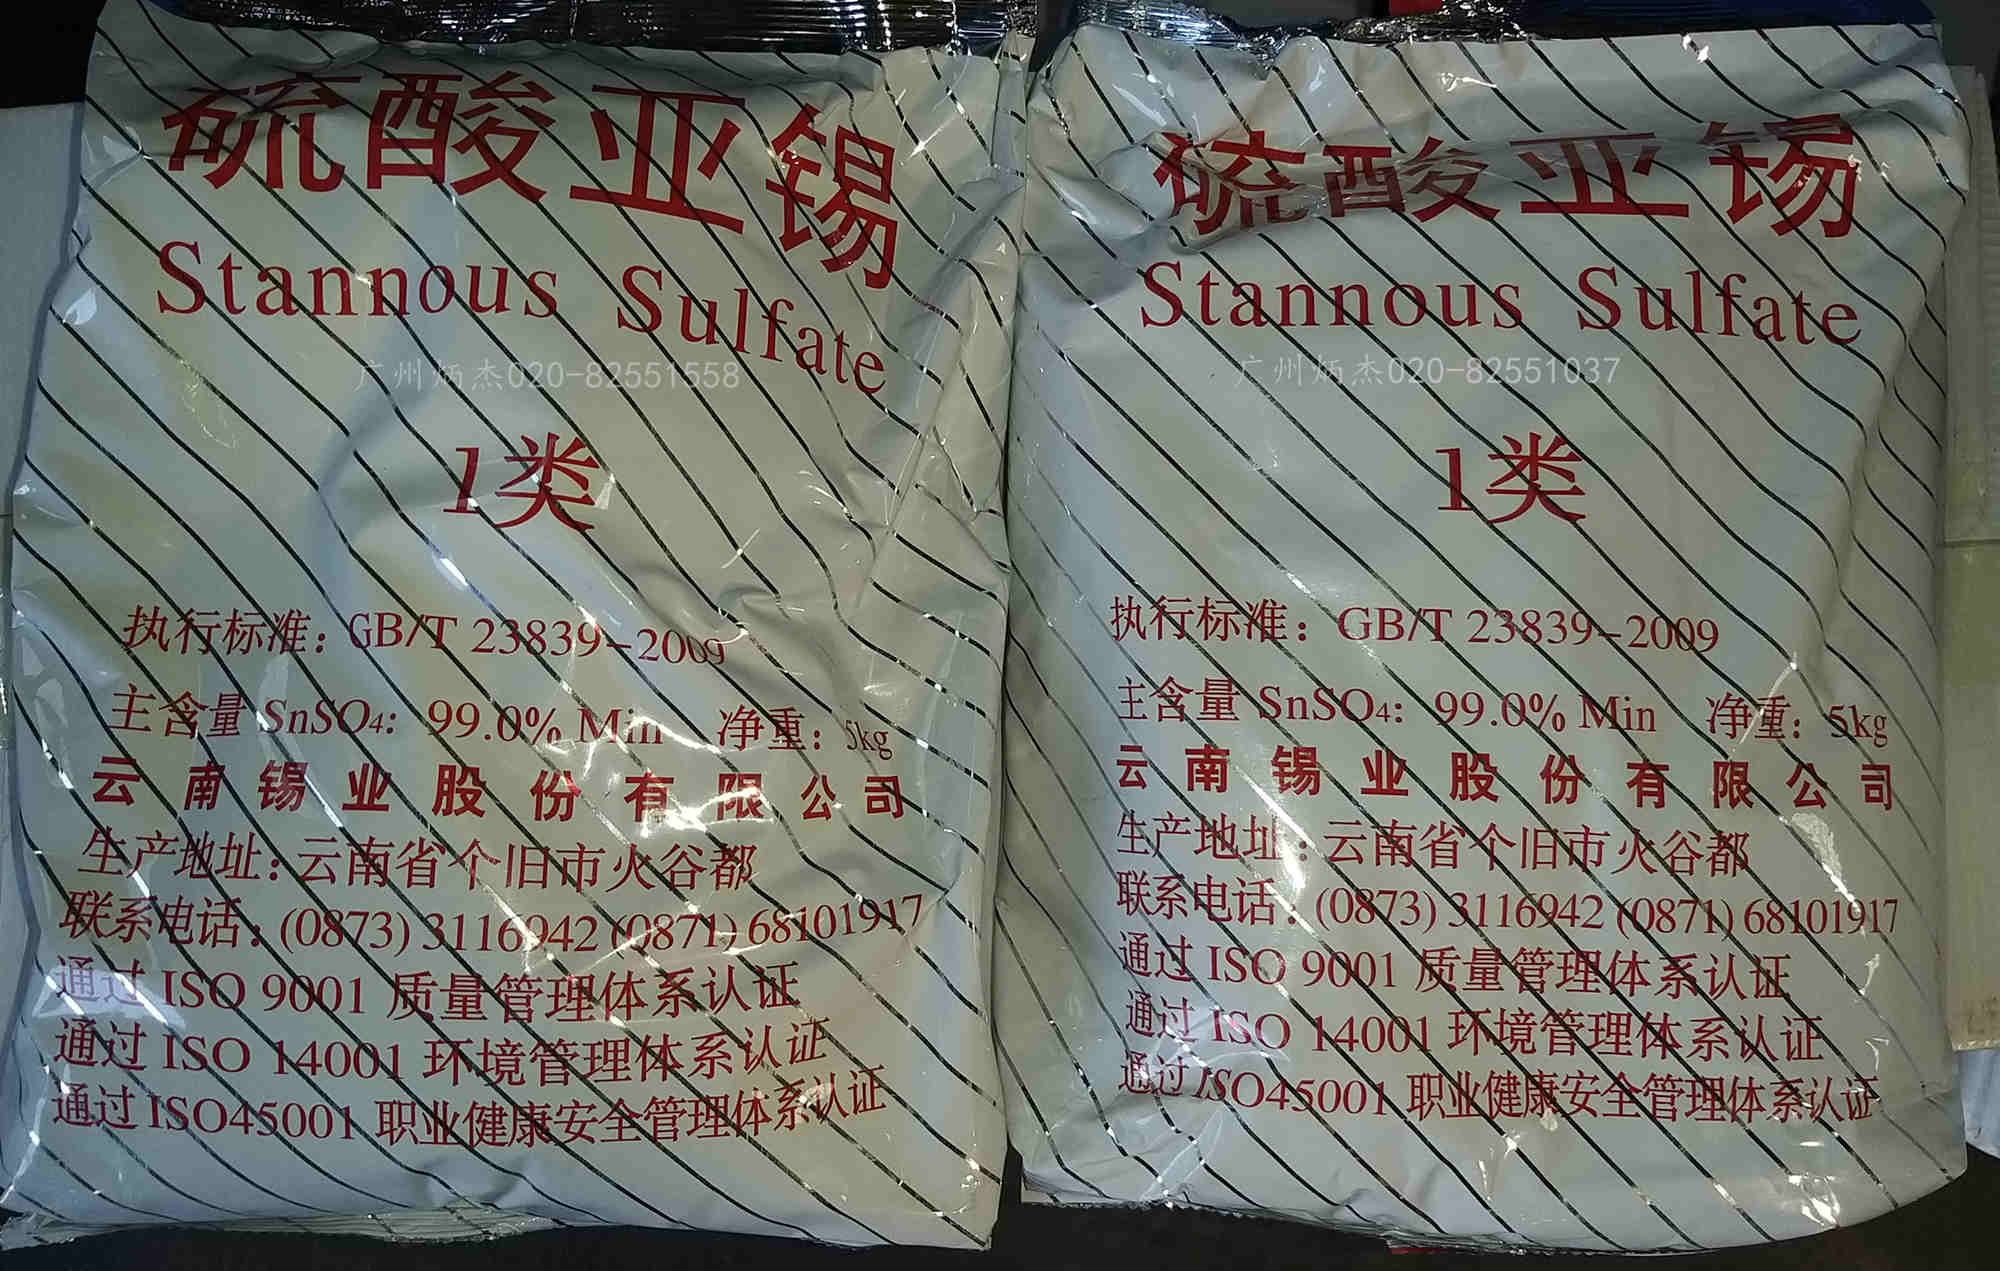 硫酸亚锡
Stannous Sulfate
广州炳杰020-82551558
1类
执行标准：GB/T 23839-2009
主含量 SnSO4：99.0% Min 净重：5kg
云南锡业股份有限公司
生产地址：云南省个旧市火谷都
联系电话：(0873) 3116942 (0871) 68101917
通过 ISO 9001 质量管理体系认证
通过 ISO 14001 环境管理体系认证
通过 ISO45001 职业健康安全管理体系认证
硫酸亚锡
Stannous Sulfate
广州炳杰020-82551037
1类
执行标准：GB/T 23839-2009
主含量 SnSO4：99.0% Min 净重：5kg
云南锡业股份有限公司
生产地址：云南省个旧市火谷都
联系电话：(0873) 3116942 (0871) 68101917
通过 ISO 9001 质量管理体系认证
通过 ISO 14001 环境管理体系认证
通过 ISO45001 职业健康安全管理体系认证